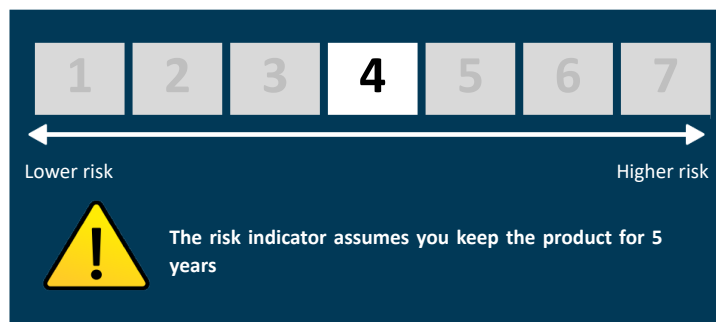 1 2 3 4 5 6 7
Lower risk Higher risk
!
The risk indicator assumes you keep the product for 5
years